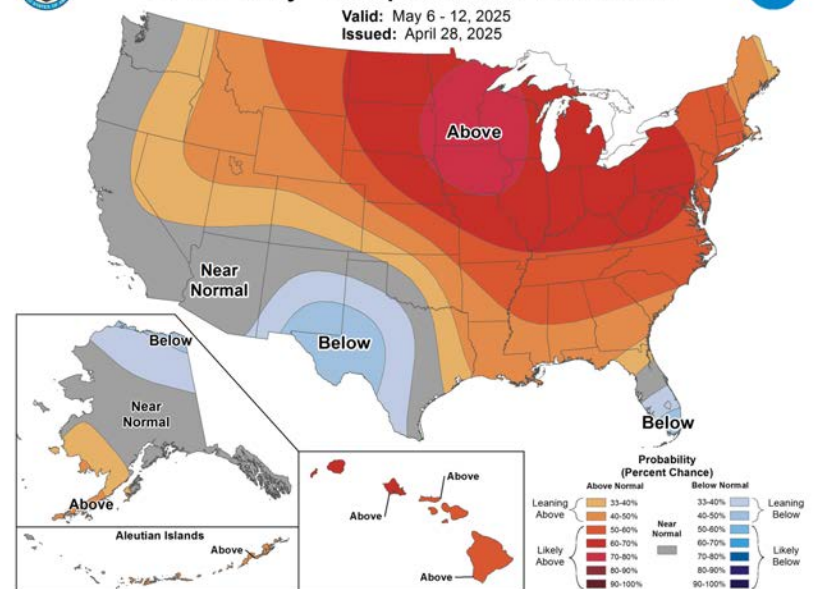 Valid: May 6 - 12, 2025
Issued: April 28, 2025
Above
Near
Normal
Below
Below
Below
Near
Normal
Above
Aleutian Islands
Above
Above
Above
Above
Probability
(Percent Chance)
Above Normal
Below Normal
Leaning
Above
33-40%
40-50%
Likely
Above
50-60%
60-70%
70-80%
80-90%
90-100%
Near
Normal
33-40%
40-50%
Leaning
Below
50-60%
60-70%
70-80%
80-90%
90-100%
Likely
Below